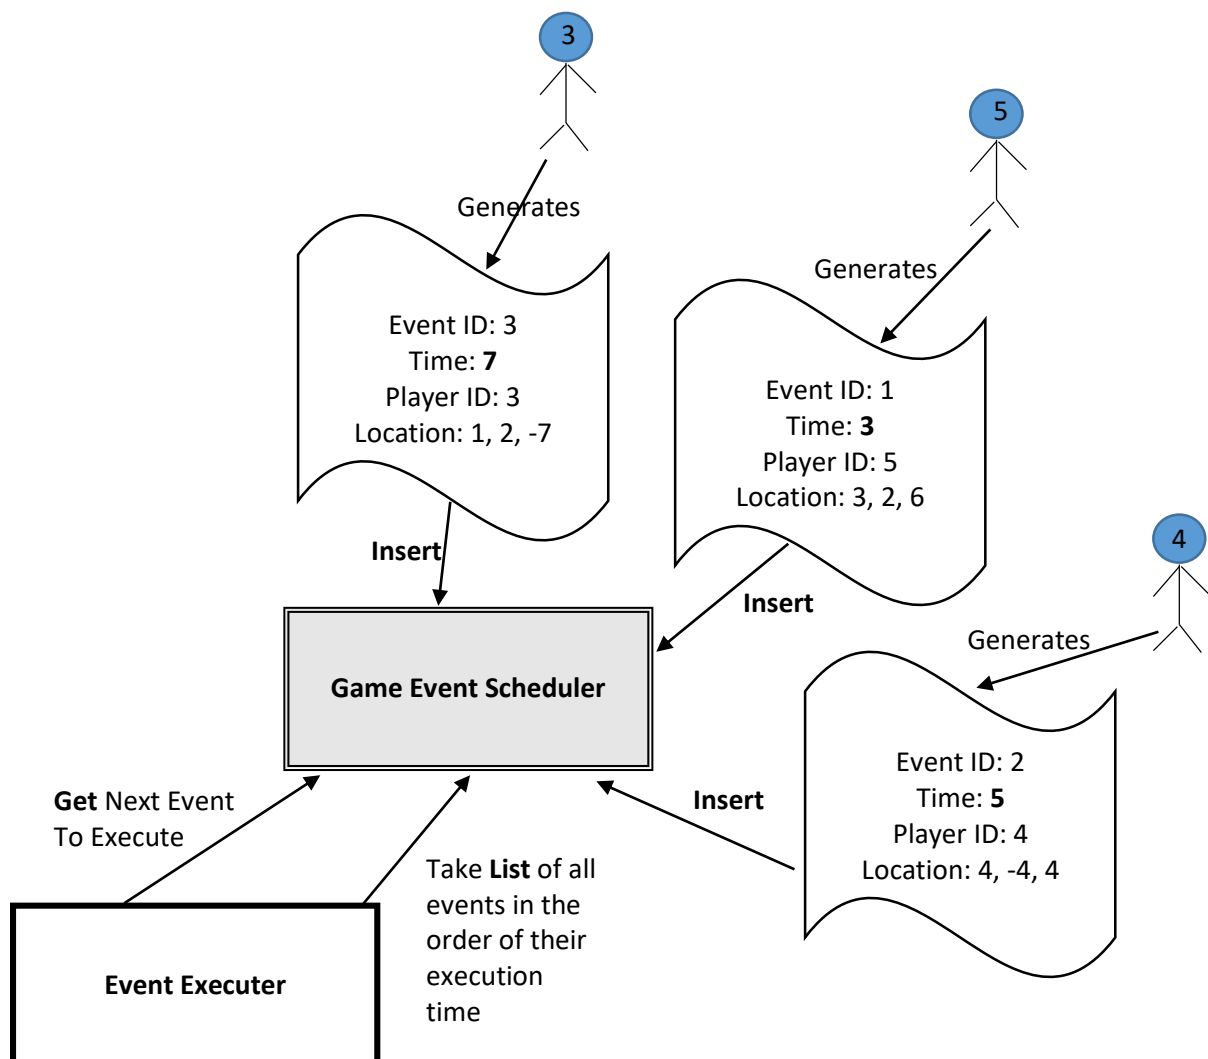 3
Generates
Event ID: 3
Time: 7
Player ID: 3
Location: 1, 2, -7
Insert
5
Generates
Event ID: 1
Time: 3
Player ID: 5
Location: 3, 2, 6
Insert
4
Generates
Event ID: 2
Time: 5
Player ID: 4
Location: 4, -4, 4
Insert
Game Event Scheduler
Get Next Event
To Execute
Take List of all
events in the
order of their
execution
time
Event Executer